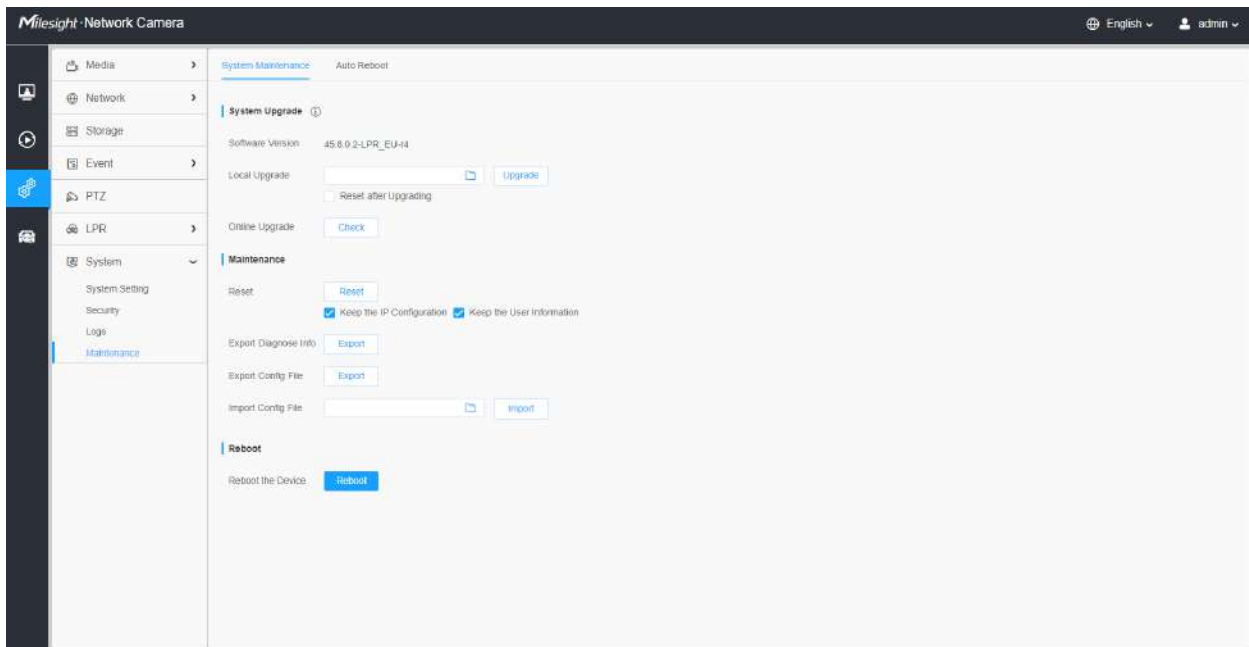 Milesight · Network Camera
English
admin
Media
Network
Storage
Event
PTZ
LPR
System
System Setting
Security
Logs
Maintenance
System Maintenance
Auto Reboot
System Upgrade
Software Version 45.8.0.2-LPR_EU-r4
Local Upgrade Upgrade
Reset after Upgrading
Online Upgrade Check
Maintenance
Reset Reset
Keep the IP Configuration Keep the User Information
Export Diagnose Info Export
Export Config File Export
Import Config File Import
Reboot
Reboot the Device Reboot